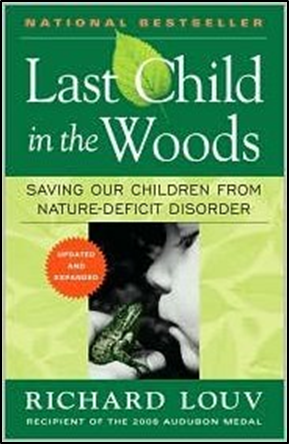 NATIONAL BESTSELLER
Last Child
in the
Woods
SAVING OUR CHILDREN FROM
NATURE-DEFICIT DISORDER
UPDATED
AND
EXPANDED
RICHARD LOUV
RECIPIENT OF THE 2008 AUDUBON MEDAL